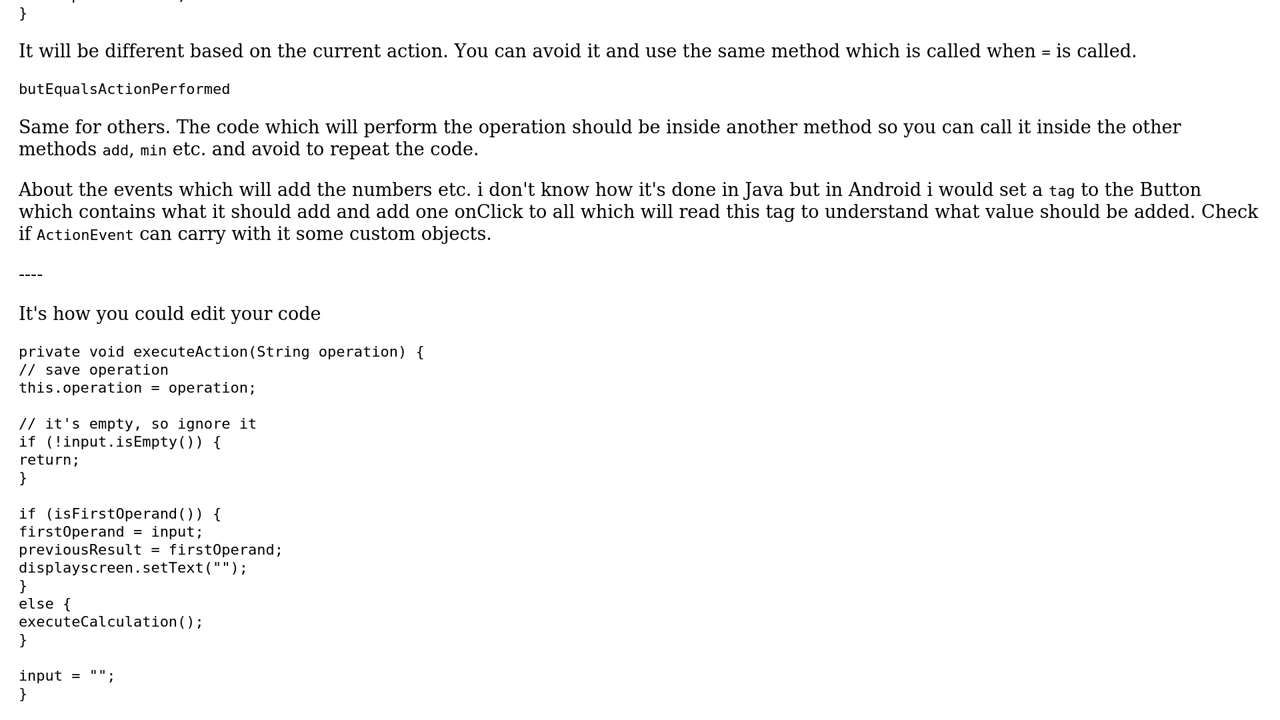 }
It will be different based on the current action. You can avoid it and use the same method which is called when = is called.
butEqualsActionPerformed
Same for others. The code which will perform the operation should be inside another method so you can call it inside the other
methods add, min etc. and avoid to repeat the code.
About the events which will add the numbers etc. i don't know how it's done in Java but in Android i would set a tag to the Button
which contains what it should add and add one onClick to all which will read this tag to understand what value should be added. Check
if ActionEvent can carry with it some custom objects.
----
It's how you could edit your code
private void executeAction(String operation) {
// save operation
this.operation = operation;
// it's empty, so ignore it
if (!input.isEmpty()) {
return;
}
if (isFirstOperand()) {
firstOperand = input;
previousResult = firstOperand;
displayscreen.setText("");
}
else {
executeCalculation();
}
input = "";
}